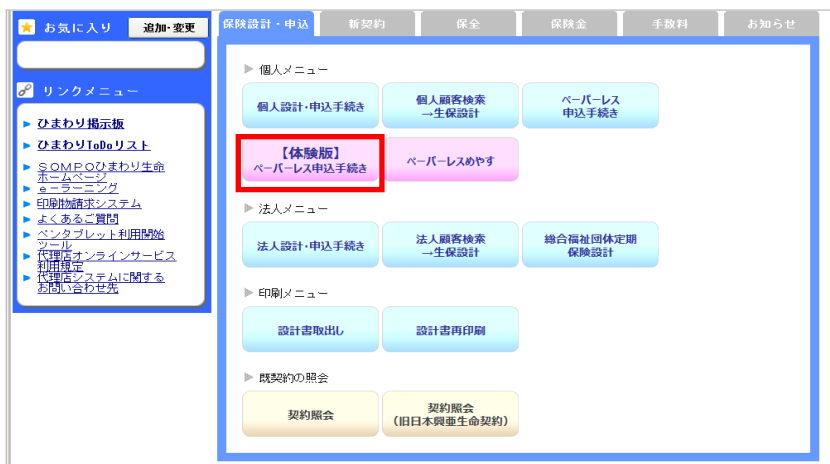 お気に入り
追加・変更
リンクメニュー
ひまわり掲示板
ひまわりToDoリスト
SOMPOひまわり生命
ホームページ
e-ラーニング
印刷物請求システム
よくあるご質問
ペンタブレット利用開始
ツール
代理店オンラインサービス
利用規定
代理店システムに関する
お問い合わせ先
保険設計・申込
新契約
保全
保険金
手数料
お知らせ
個人メニュー
個人設計・申込手続き
個人顧客検索
→生保設計
ペーパーレス
申込手続き
【体験版】
ペーパーレス申込手続き
ペーパーレスめやす
法人メニュー
法人設計・申込手続き
法人顧客検索
→生保設計
総合福祉団体定期
保険設計
印刷メニュー
設計書取出し
設計書再印刷
既契約の照会
契約照会
契約照会
（旧日本興亜生命契約）